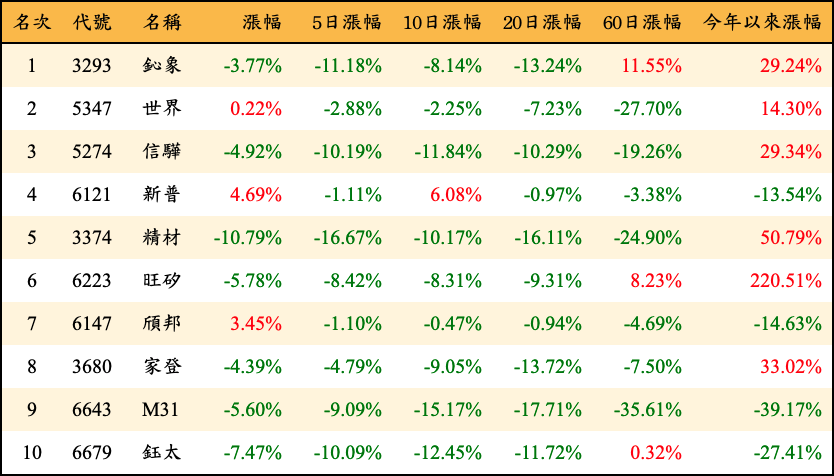 名次 代號 名稱 漲幅 5日漲幅 10日漲幅 20日漲幅 60日漲幅 今年以來漲幅
1 3293 鈊象 -3.77% -11.18% -8.14% -13.24% 11.55% 29.24%
2 5347 世界 0.22% -2.88% -2.25% -7.23% -27.70% 14.30%
3 5274 信驊 -4.92% -10.19% -11.84% -10.29% -19.26% 29.34%
4 6121 新普 4.69% -1.11% 6.08% -0.97% -3.38% -13.54%
5 3374 精材 -10.79% -16.67% -10.17% -16.11% -24.90% 50.79%
6 6223 旺矽 -5.78% -8.42% -8.31% -9.31% 8.23% 220.51%
7 6147 頎邦 3.45% -1.10% -0.47% -0.94% -4.69% -14.63%
8 3680 家登 -4.39% -4.79% -9.05% -13.72% -7.50% 33.02%
9 6643 M31 -5.60% -9.09% -15.17% -17.71% -35.61% -39.17%
10 6679 鈺太 -7.47% -10.09% -12.45% -11.72% 0.32% -27.41%